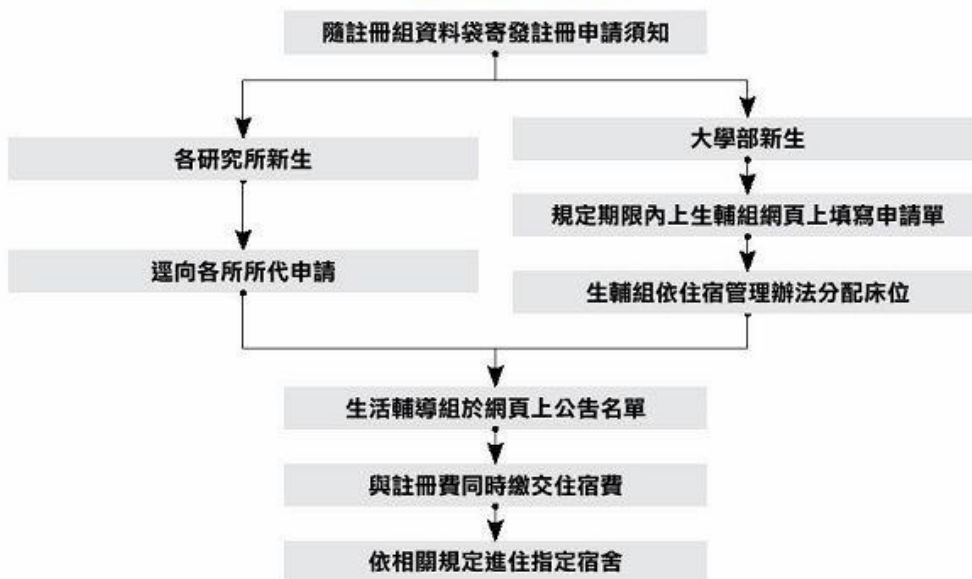 隨註冊組資料袋寄發註冊申請須知
各研究所新生
大學部新生
規定期限內上生輔組網頁上填寫申請單
逕向各所所代申請
生輔組依住宿管理辦法分配床位
生活輔導組於網頁上公告名單
與註冊費同時繳交住宿費
依相關規定進住指定宿舍